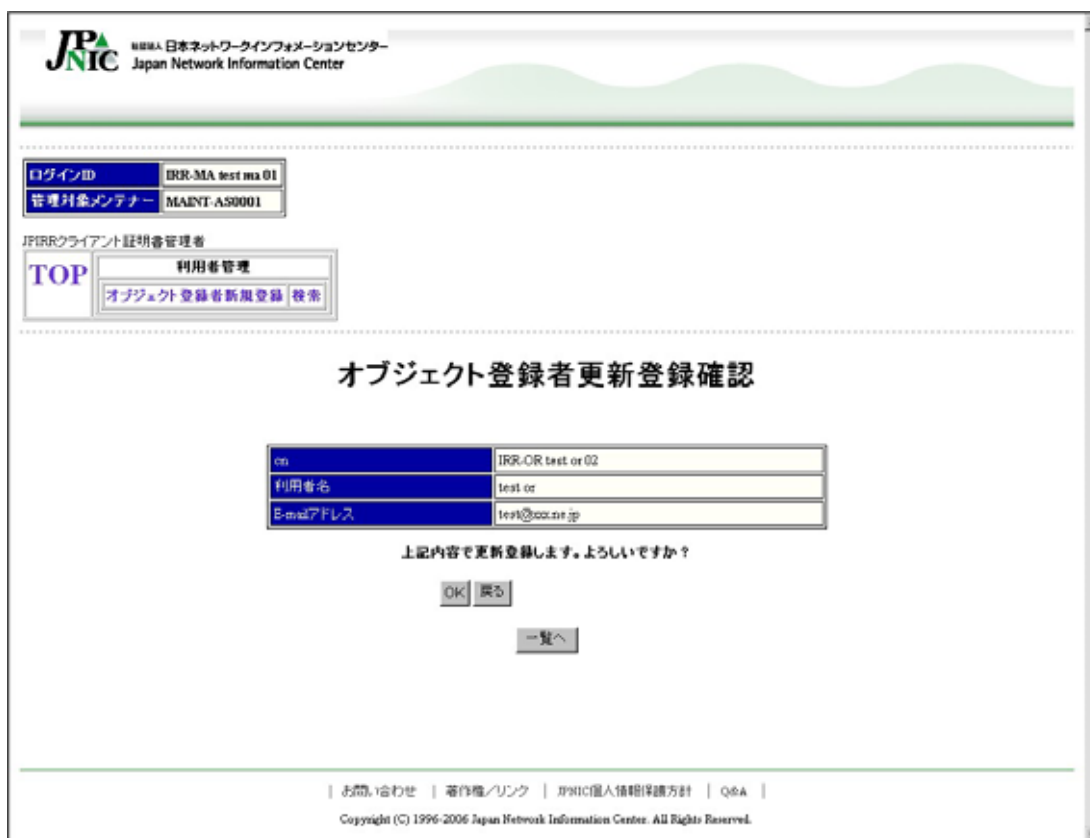 JPNIC
社団法人 日本ネットワークインフォメーションセンター
Japan Network Information Center
ログインID IRR-MA test ma 01
管理対象メンテナー MAINT-AS0001
JPIRRクライアント証明書管理者
TOP 利用者管理
オブジェクト登録者新規登録 検索
オブジェクト登録者更新登録確認
cn IRR-OR test or 02
利用者名 test or
E-mailアドレス test@xxx.ne.jp
上記内容で更新登録します。よろしいですか？
OK 戻る
一覧へ
| お問い合わせ | 著作権／リンク | JPNIC個人情報保護方針 | Q&A |
Copyright (C) 1996-2006 Japan Network Information Center. All Rights Reserved.